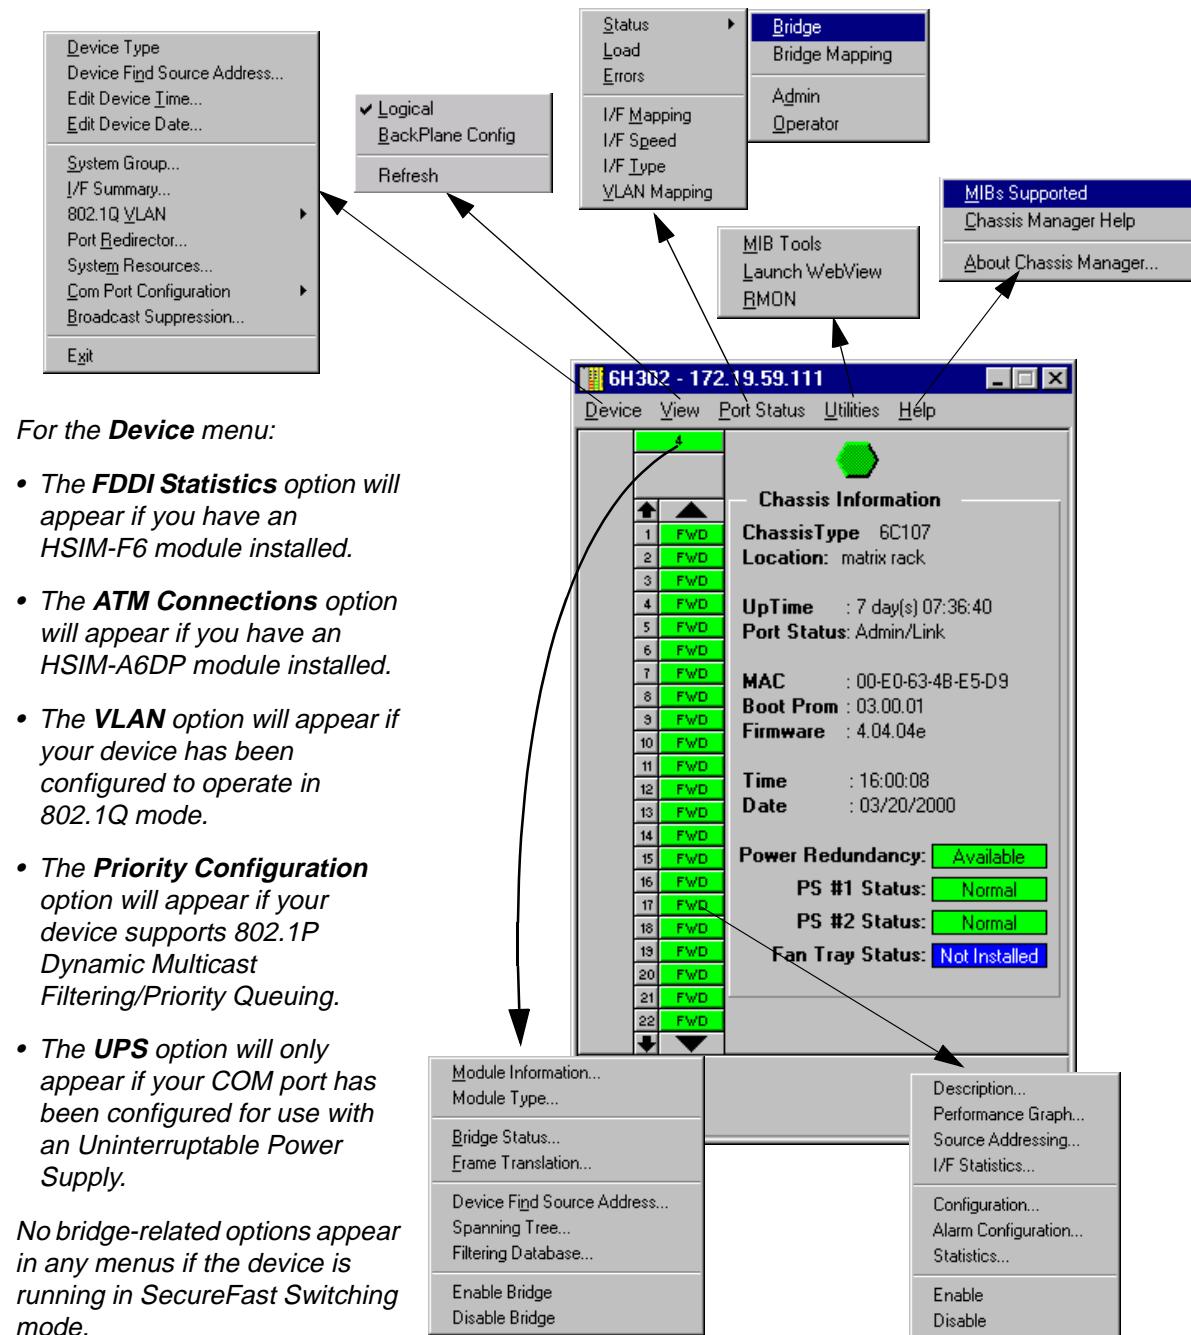 Device Type
Device Find Source Address...
Edit Device Time...
Edit Device Date...
System Group...
I/F Summary...
802.1Q VLAN
Port Redirector...
System Resources...
Com Port Configuration
Broadcast Suppression...
Exit
Logical
BackPlane Config
Refresh
Status
Load
Errors
I/F Mapping
I/F Speed
I/F Type
VLAN Mapping
Bridge
Bridge Mapping
Admin
Operator
MIB Tools
Launch WebView
RMON
MIBs Supported
Chassis Manager Help
About Chassis Manager...
6H302 - 172.19.59.111
Device View Port Status Utilities Help
4
1 FWD
2 FWD
3 FWD
4 FWD
5 FWD
6 FWD
7 FWD
8 FWD
9 FWD
10 FWD
11 FWD
12 FWD
13 FWD
14 FWD
15 FWD
16 FWD
17 FWD
18 FWD
19 FWD
20 FWD
21 FWD
22 FWD
Chassis Information
ChassisType 6C107
Location: matrix rack
UpTime : 7 day(s) 07:36:40
Port Status: Admin/Link
MAC : 00-E0-63-4B-E5-D9
Boot Prom : 03.00.01
Firmware : 4.04.04e
Time : 16:00:08
Date : 03/20/2000
Power Redundancy: Available
PS #1 Status: Normal
PS #2 Status: Normal
Fan Tray Status: Not Installed
For the Device menu:
• The FDDI Statistics option will
appear if you have an
HSIM-F6 module installed.
• The ATM Connections option
will appear if you have an
HSIM-A6DP module installed.
• The VLAN option will appear if
your device has been
configured to operate in
802.1Q mode.
• The Priority Configuration
option will appear if your
device supports 802.1P
Dynamic Multicast
Filtering/Priority Queuing.
• The UPS option will only
appear if your COM port has
been configured for use with
an Uninterruptable Power
Supply.
No bridge-related options appear
in any menus if the device is
running in SecureFast Switching
mode.
Module Information...
Module Type...
Bridge Status...
Frame Translation...
Device Find Source Address...
Spanning Tree...
Filtering Database...
Enable Bridge
Disable Bridge
Description...
Performance Graph...
Source Addressing...
I/F Statistics...
Configuration...
Alarm Configuration...
Statistics...
Enable
Disable